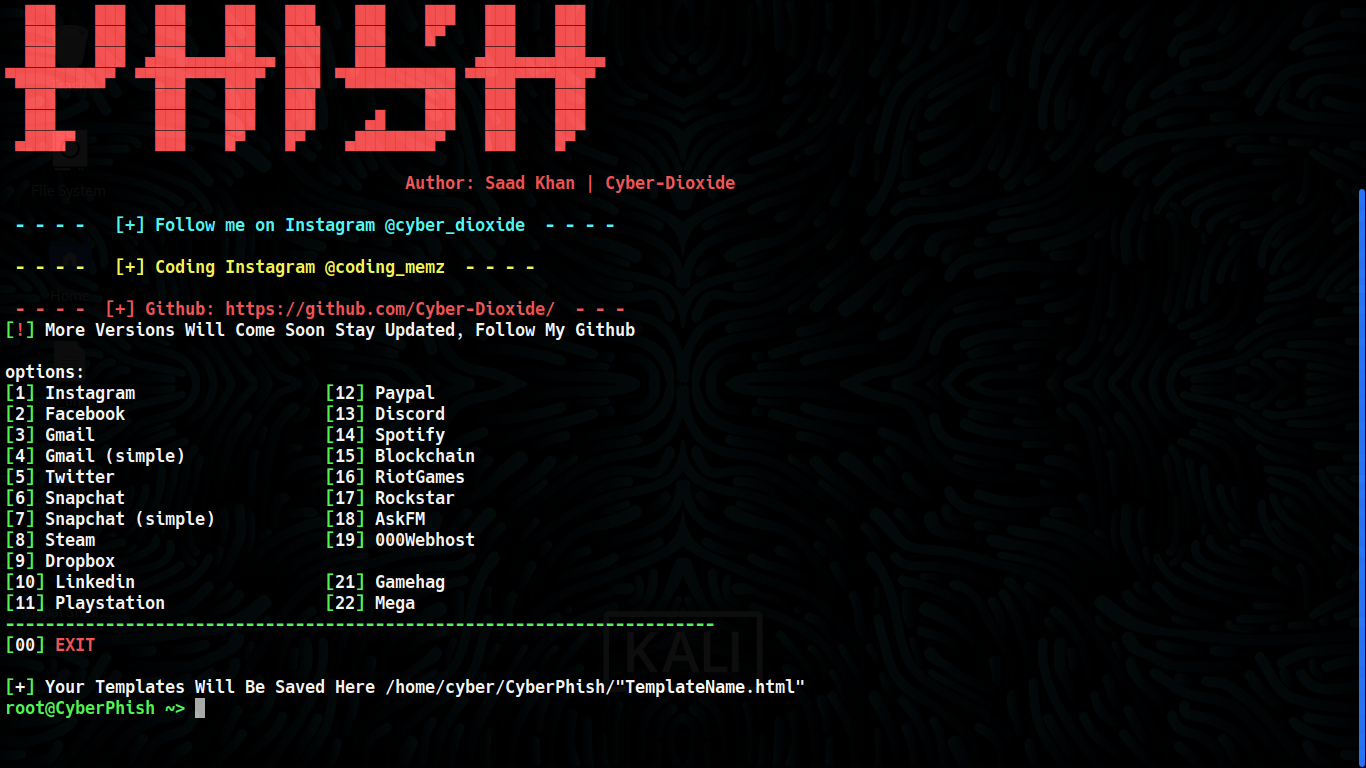 PHISH
Author: Saad Khan | Cyber-Dioxide
- - - - [+] Follow me on Instagram @cyber_dioxide - - - -
- - - - [+] Coding Instagram @coding_memz - - - -
- - - - [+] Github: https://github.com/Cyber-Dioxide/ - - -
[!] More Versions Will Come Soon Stay Updated, Follow My Github
options:
[1] Instagram [12] Paypal
[2] Facebook [13] Discord
[3] Gmail [14] Spotify
[4] Gmail (simple) [15] Blockchain
[5] Twitter [16] RiotGames
[6] Snapchat [17] Rockstar
[7] Snapchat (simple) [18] AskFM
[8] Steam [19] 000Webhost
[9] Dropbox
[10] Linkedin [21] Gamehag
[11] Playstation [22] Mega
-----------------------------------------------------------------------
[00] EXIT
[+] Your Templates Will Be Saved Here /home/cyber/CyberPhish/"TemplateName.html"
root@CyberPhish ~>
File System
Home
KALI